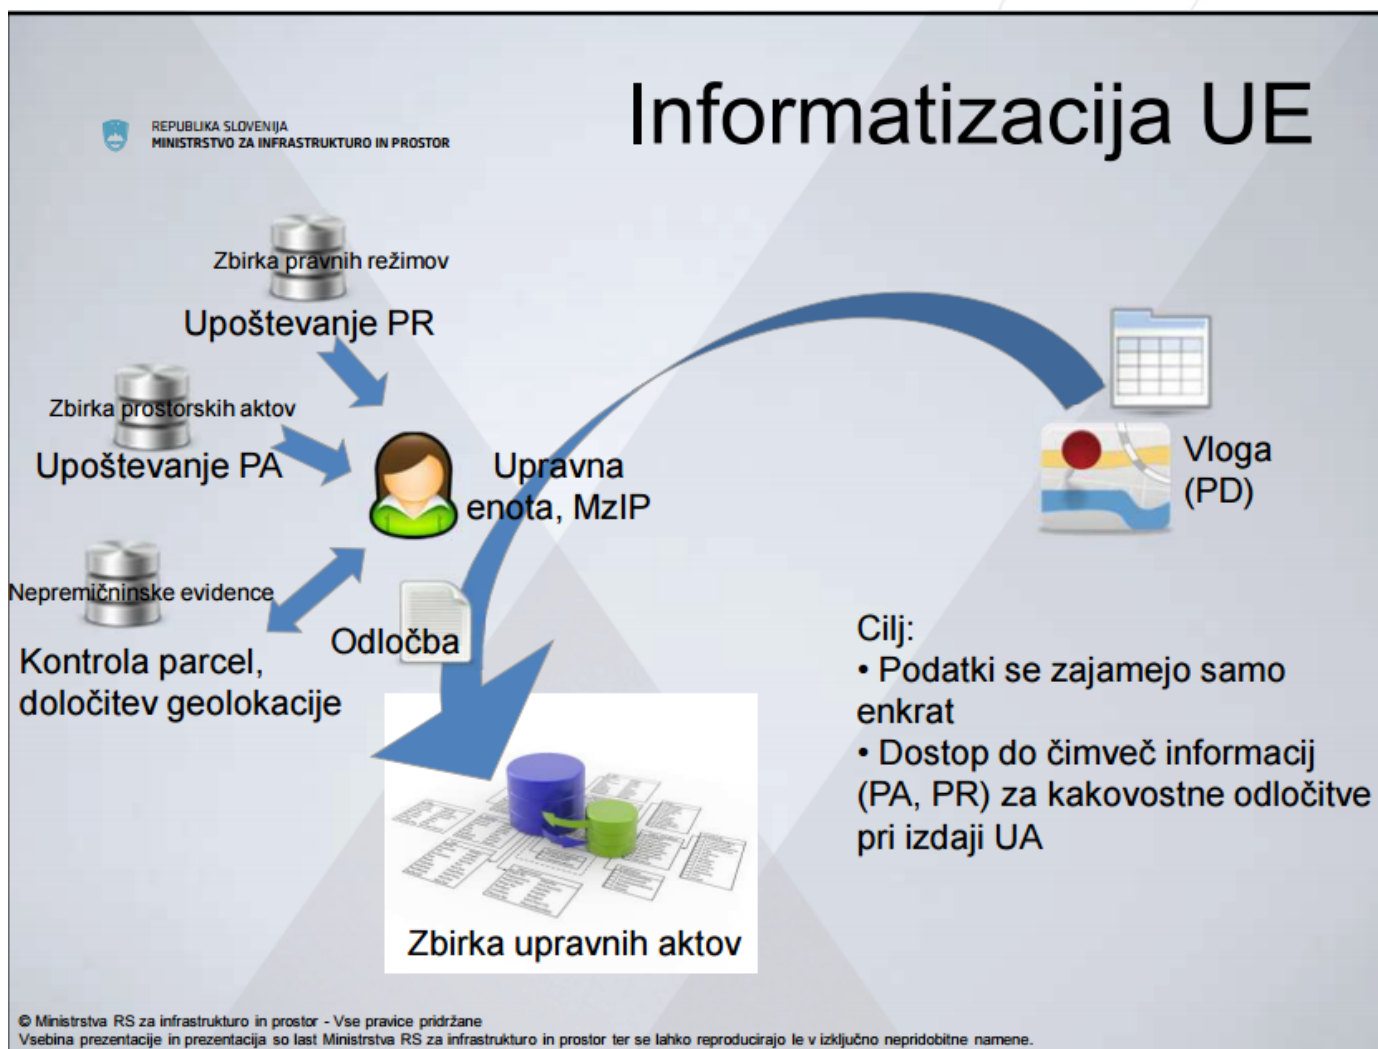 Informatizacija UE
REPUBLIKA SLOVENIJA
MINISTRSTVO ZA INFRASTRUKTURO IN PROSTOR
Zbirka pravnih režimov
Upoštevanje PR
Zbirka prostorskih aktov
Upoštevanje PA
Upravna
enota, MzIP
Vloga
(PD)
Nepremičninske evidence
Kontrola parcel,
določitev geolokacije
Odločba
Cilj:
• Podatki se zajamejo samo
enkrat
• Dostop do čimveč informacij
(PA, PR) za kakovostne odločitve
pri izdaji UA
Zbirka upravnih aktov
© Ministrstva RS za infrastrukturo in prostor - Vse pravice pridržane
Vsebina prezentacije in prezentacija so last Ministrstva RS za infrastrukturo in prostor ter se lahko reproducirajo le v izključno nepridobitne namene.